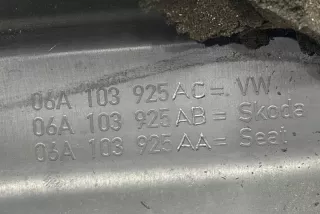 06A 103 925 AC = VW
06A 103 925 AB = Skoda
06A 103 925 AA = Seat